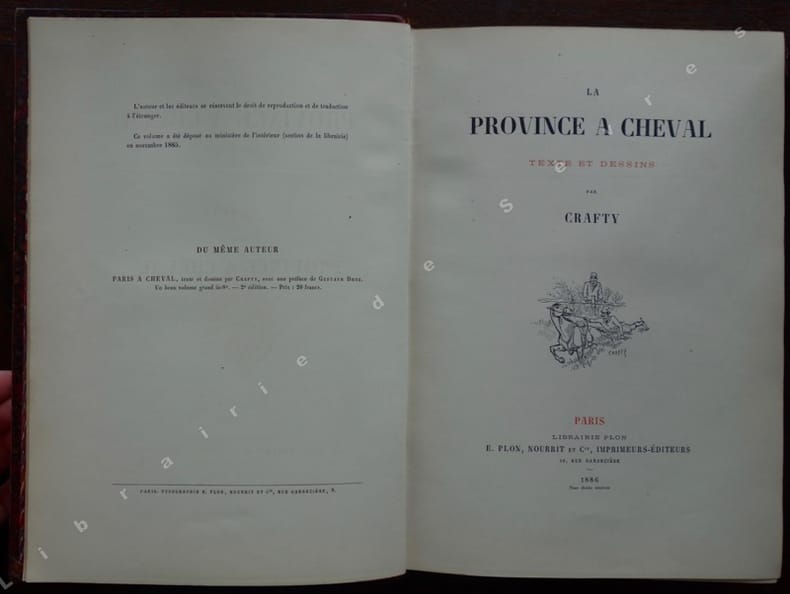 L'auteur et les éditeurs se réservent le droit de reproduction et de traduction
à l'étranger.
Ce volume a été déposé au ministère de l'intérieur (section de la librairie)
en novembre 1885.
DU MÊME AUTEUR
PARIS A CHEVAL, texte et dessins par CRAFTY, avec une préface de GUSTAVE DORÉ.
Un beau volume grand in-8º. — 2e édition. — Prix : 20 francs.
PARIS. TYPOGRAPHIE E. PLON, NOURRIT ET Cie, RUE GARANCIÈRE, 8.
LA
PROVINCE A CHEVAL
TEXTE ET DESSINS
PAR
CRAFTY
CRAFTY
PARIS
LIBRAIRIE PLON
E. PLON, NOURRIT ET Cie, IMPRIMEURS-ÉDITEURS
10, RUE GARANCIÈRE
1886
Tous droits réservés
Librairie de seres